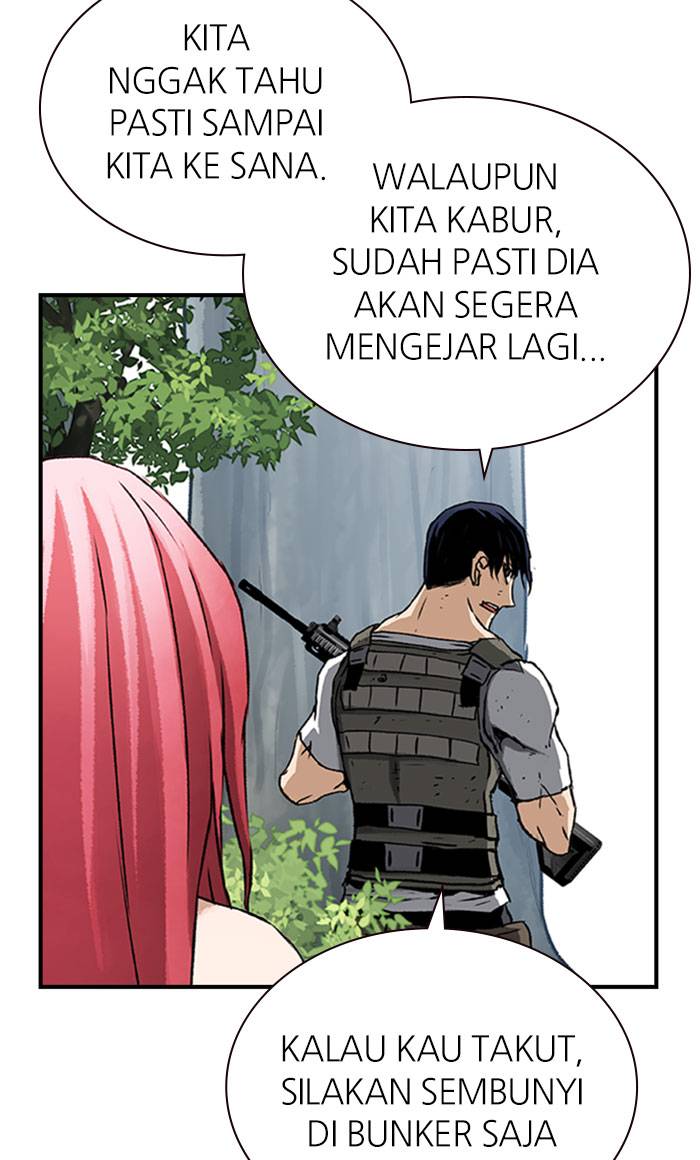 KITA
NGGAK TAHU
PASTI SAMPAI
KITA KE SANA.
WALAUPUN
KITA KABUR,
SUDAH PASTI DIA
AKAN SEGERA
MENGEJAR LAGI...
KALAU KAU TAKUT,
SILAKAN SEMBUNYI
DI BUNKER SAJA